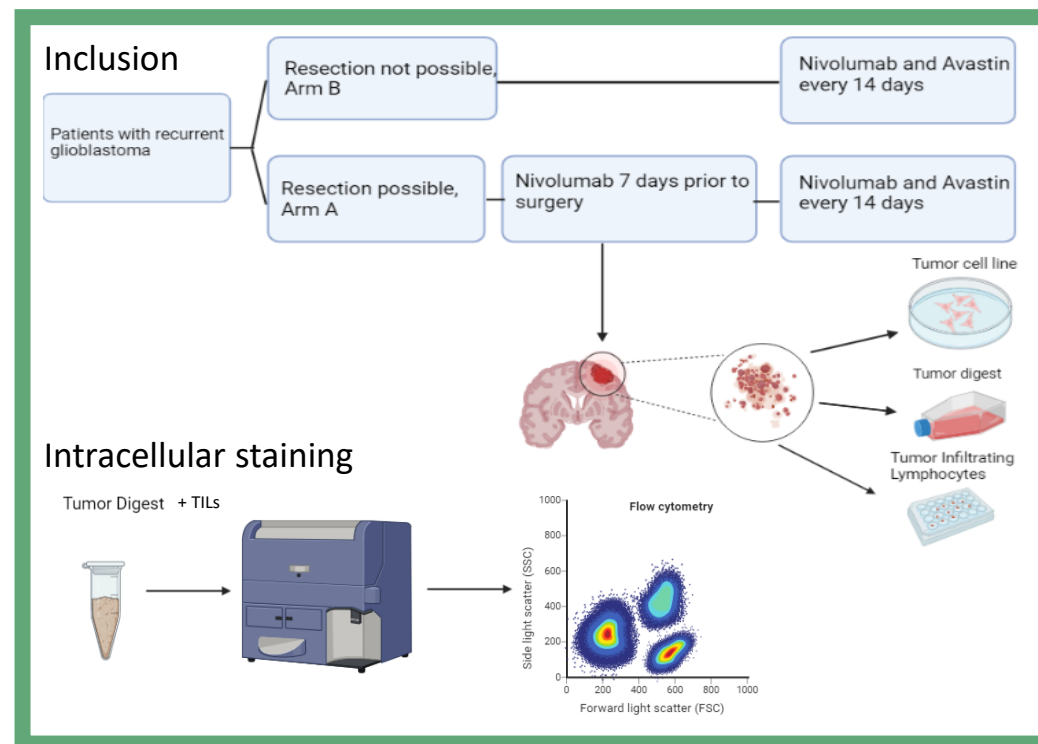 Inclusion
Resection not possible,
Arm B
Nivolumab and Avastin
every 14 days
Patients with recurrent
glioblastoma
Resection possible,
Arm A
Nivolumab 7 days prior to
surgery
Nivolumab and Avastin
every 14 days
Tumor cell line
Tumor digest
Tumor Infiltrating
Lymphocytes
Intracellular staining
Tumor Digest + TILs
Flow cytometry
Side light scatter (SSC)
1000
800
600
400
200
0
0 200 400 600 800 1000
Forward light scatter (FSC)